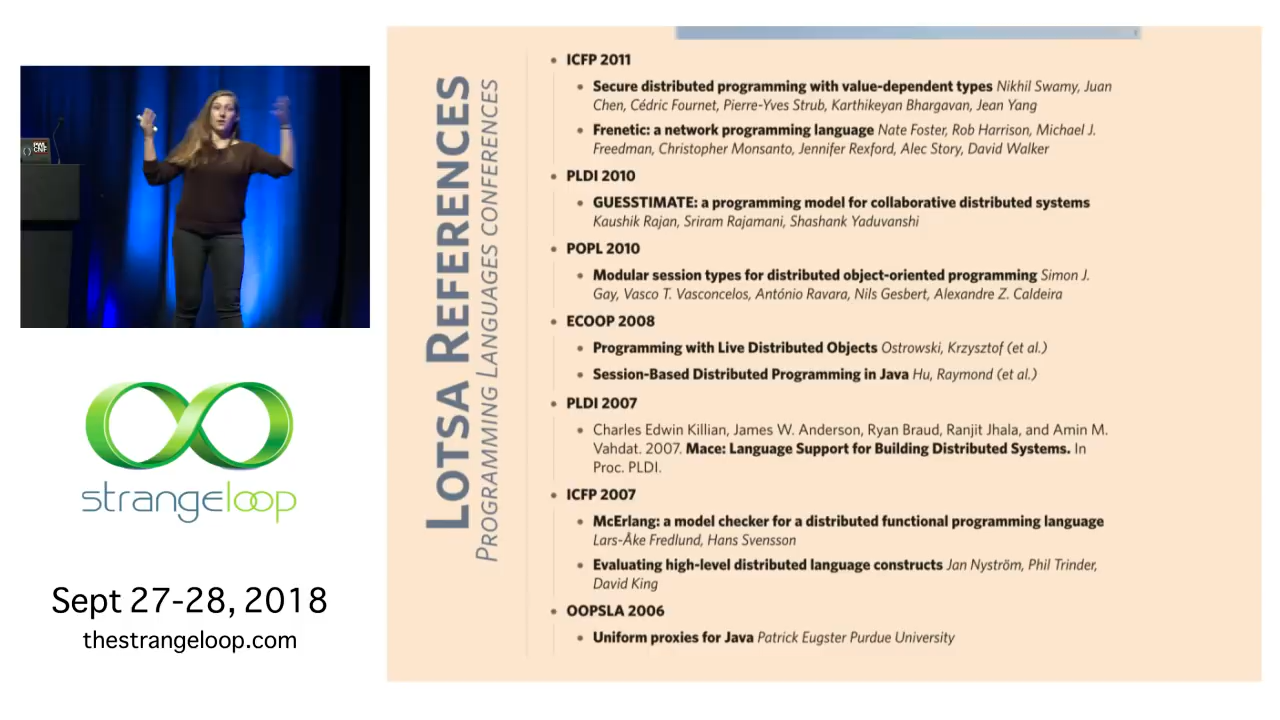 strangeloop
Sept 27-28, 2018
thestrangeloop.com
LOTSA REFERENCES
PROGRAMMING LANGUAGES CONFERENCES
• ICFP 2011
• Secure distributed programming with value-dependent types Nikhil Swamy, Juan
Chen, Cédric Fournet, Pierre-Yves Strub, Karthikeyan Bhargavan, Jean Yang
• Frenetic: a network programming language Nate Foster, Rob Harrison, Michael J.
Freedman, Christopher Monsanto, Jennifer Rexford, Alec Story, David Walker
• PLDI 2010
• GUESSTIMATE: a programming model for collaborative distributed systems
Kaushik Rajan, Sriram Rajamani, Shashank Yaduvanshi
• POPL 2010
• Modular session types for distributed object-oriented programming Simon J.
Gay, Vasco T. Vasconcelos, António Ravara, Nils Gesbert, Alexandre Z. Caldeira
• ECOOP 2008
• Programming with Live Distributed Objects Ostrowski, Krzysztof (et al.)
• Session-Based Distributed Programming in Java Hu, Raymond (et al.)
• PLDI 2007
• Charles Edwin Killian, James W. Anderson, Ryan Braud, Ranjit Jhala, and Amin M.
Vahdat. 2007. Mace: Language Support for Building Distributed Systems. In
Proc. PLDI.
• ICFP 2007
• McErlang: a model checker for a distributed functional programming language
Lars-Åke Fredlund, Hans Svensson
• Evaluating high-level distributed language constructs Jan Nyström, Phil Trinder,
David King
• OOPSLA 2006
• Uniform proxies for Java Patrick Eugster Purdue University